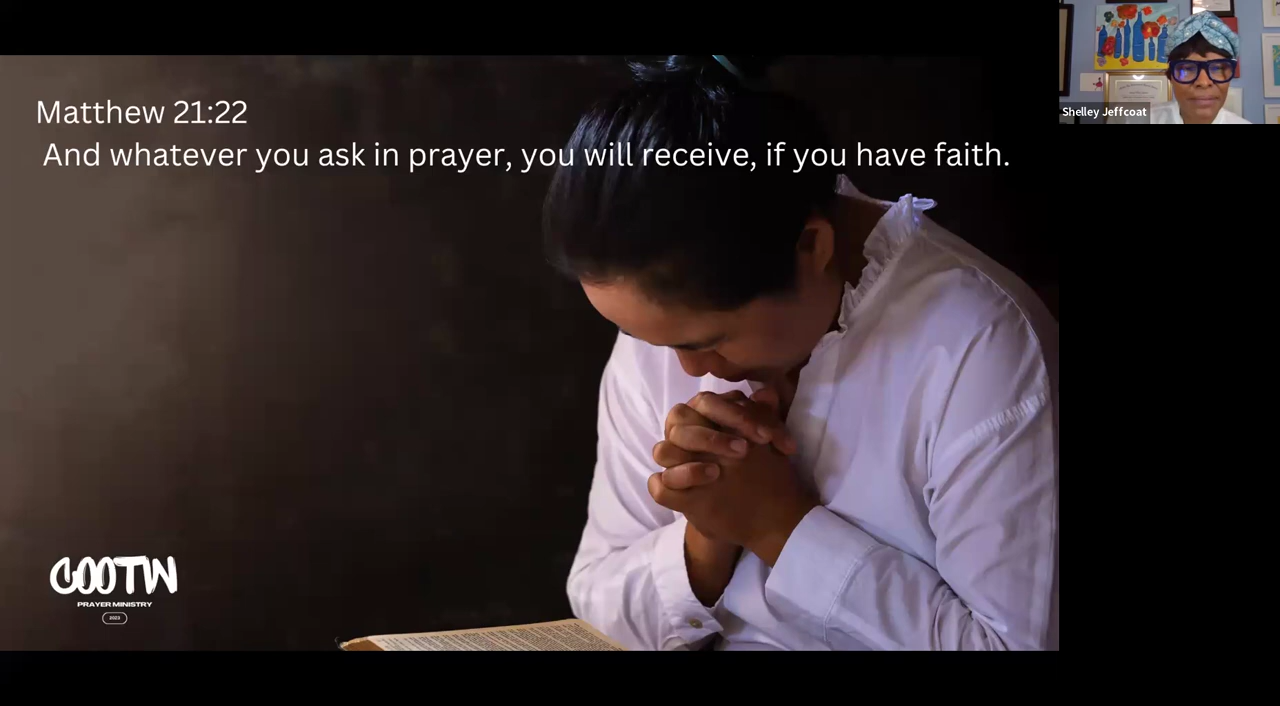 Matthew 21:22
And whatever you ask in prayer, you will receive, if you have faith.
Shelley Jeffcoat
COOTW
PRAYER MINISTRY
2023